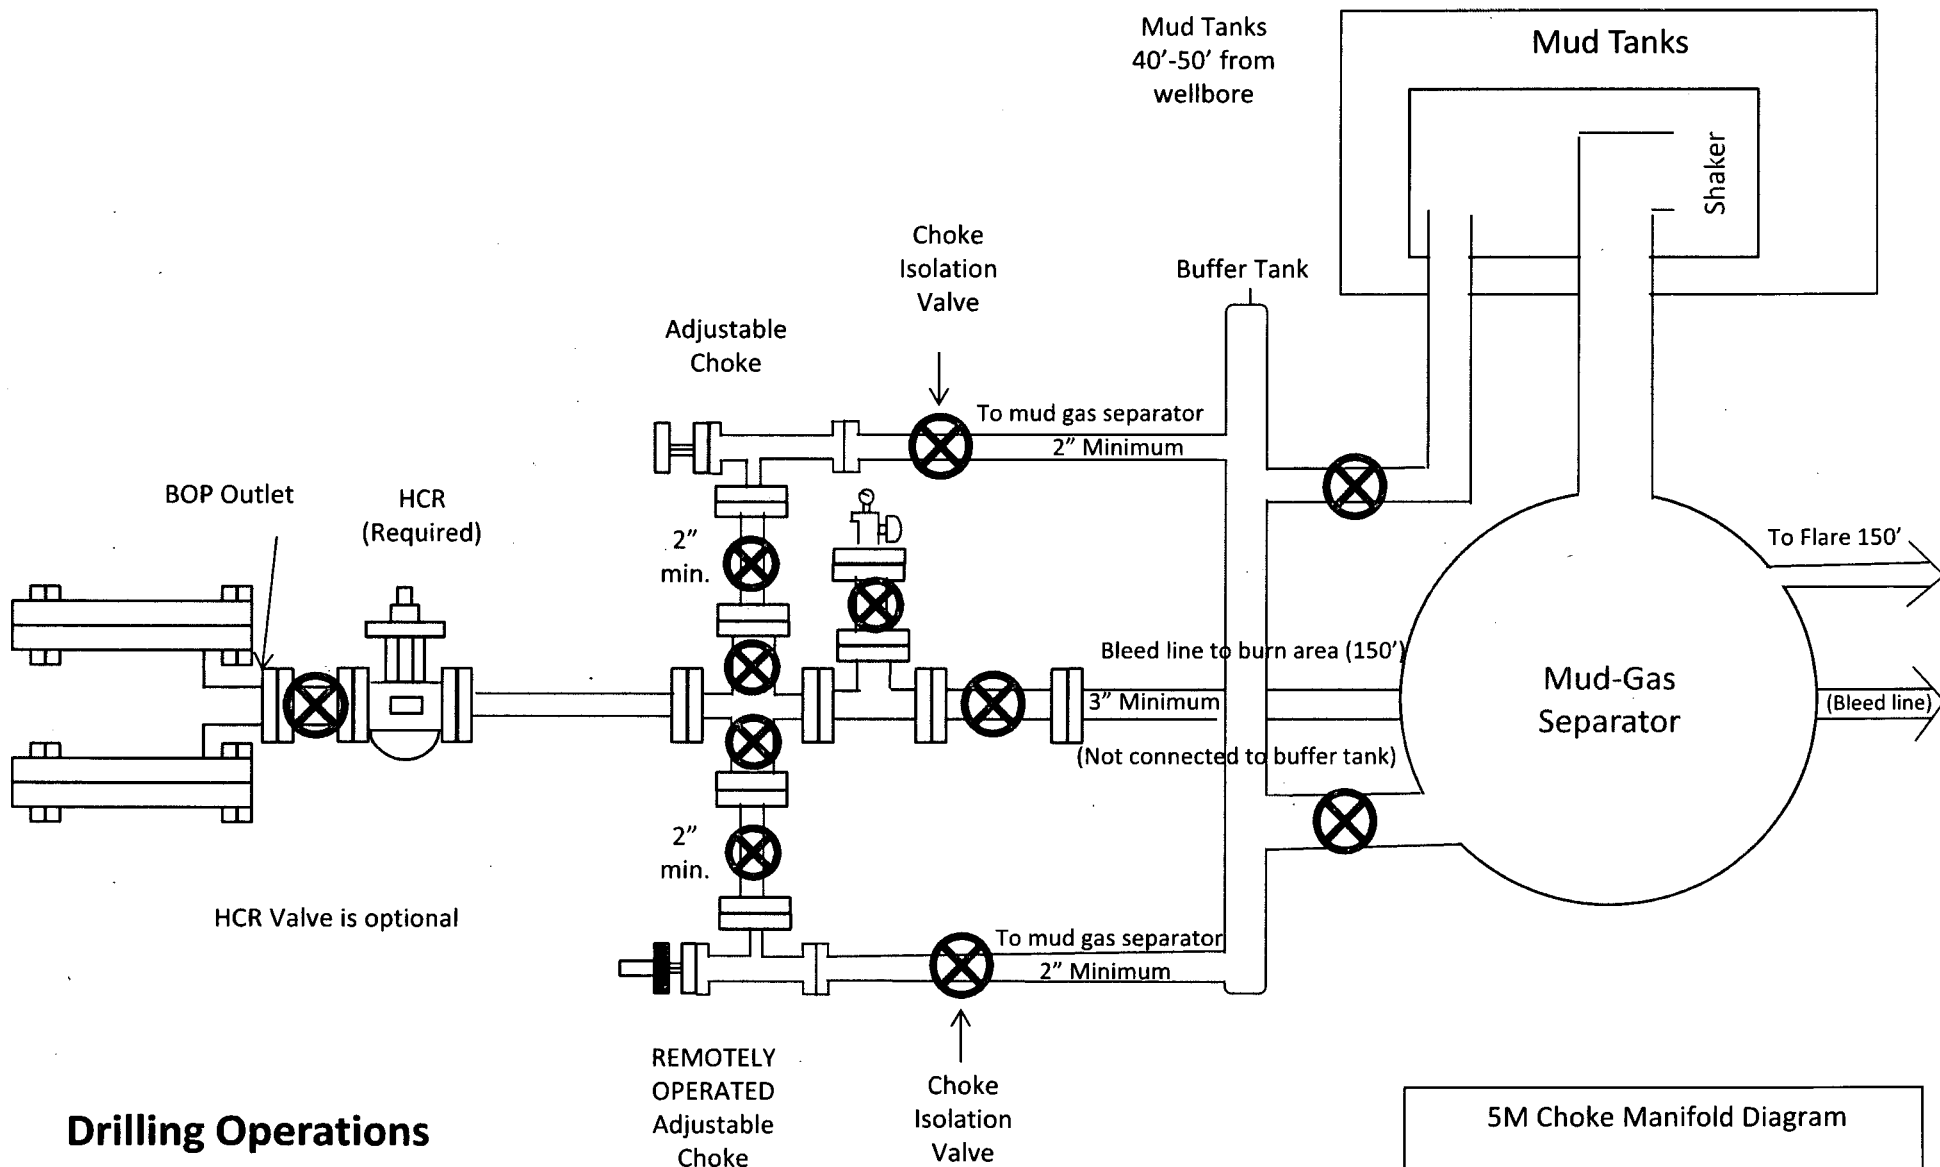 Mud Tanks
40’-50’ from
wellbore
Mud Tanks
Shaker
Choke
Isolation
Valve
Buffer Tank
Adjustable
Choke
To mud gas separator
2” Minimum
BOP Outlet
HCR
(Required)
2”
min.
To Flare 150’
Bleed line to burn area (150’)
3” Minimum
(Not connected to buffer tank)
Mud-Gas
Separator
(Bleed line)
2”
min.
HCR Valve is optional
To mud gas separator
2” Minimum
REMOTELY
OPERATED
Adjustable
Choke
Choke
Isolation
Valve
Drilling Operations
5M Choke Manifold Diagram